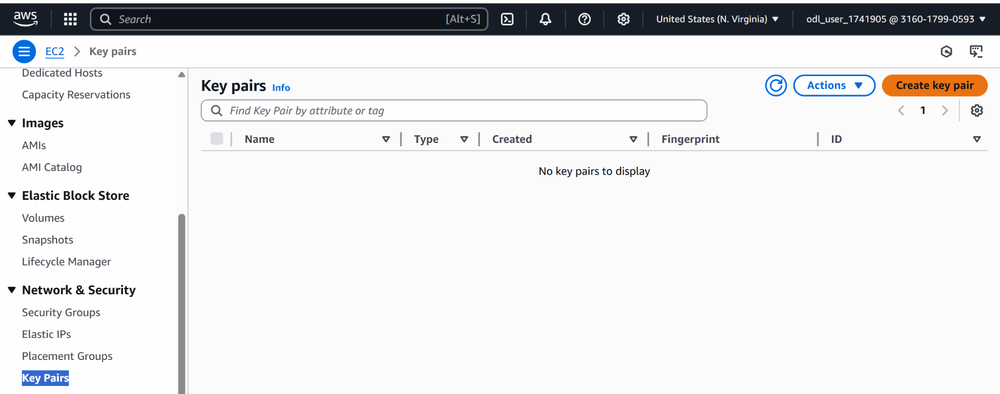 aws
Search [Alt+S]
United States (N. Virginia)
odl_user_1741905 @ 3160-1799-0593
EC2 Key pairs
Dedicated Hosts
Capacity Reservations
Images
AMIs
AMI Catalog
Elastic Block Store
Volumes
Snapshots
Lifecycle Manager
Network & Security
Security Groups
Elastic IPs
Placement Groups
Key Pairs
Key pairs Info
Actions
Create key pair
Find Key Pair by attribute or tag
1
Name Type Created Fingerprint ID
No key pairs to display